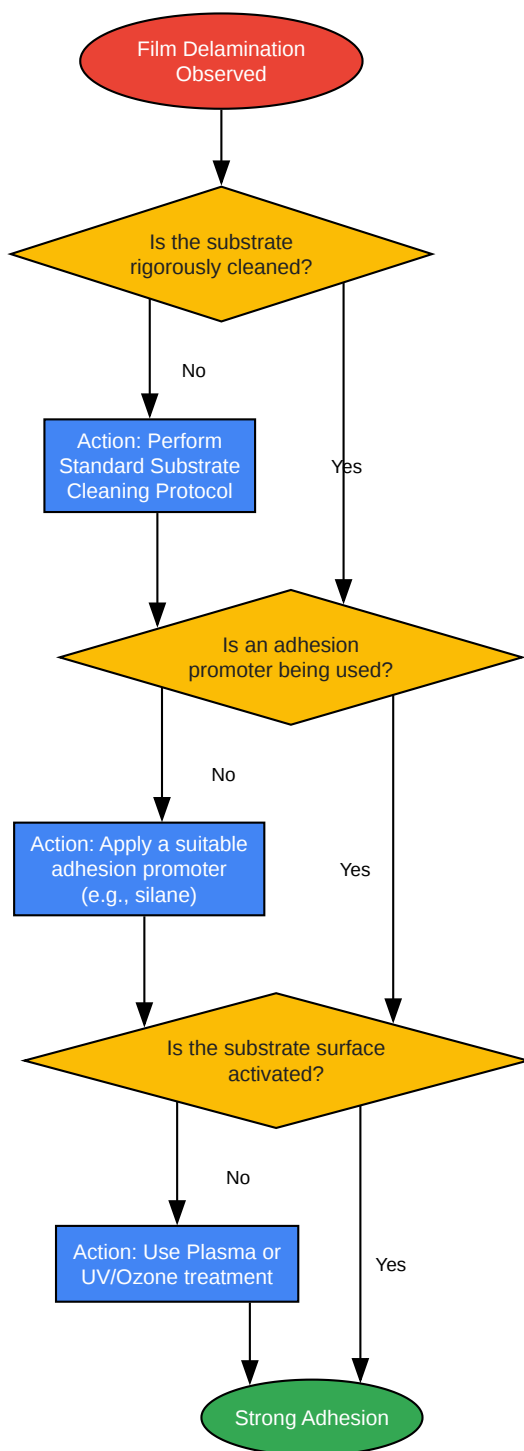 Film Delamination
Observed
Is the substrate
rigorously cleaned?
No
Action: Perform
Standard Substrate
Cleaning Protocol
Yes
Is an adhesion
promoter being used?
No
Action: Apply a suitable
adhesion promoter
(e.g., silane)
Yes
Is the substrate surface
activated?
No
Action: Use Plasma or
UV/Ozone treatment
Yes
Strong Adhesion